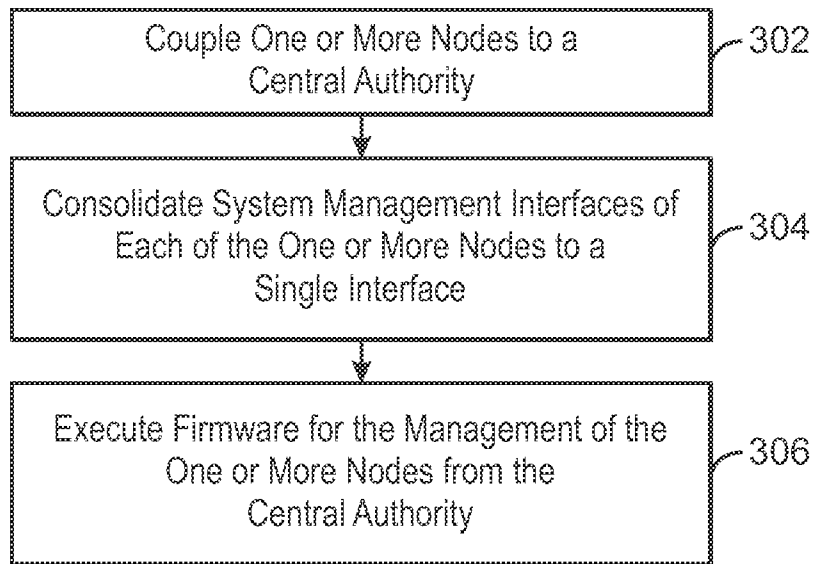 Couple One or More Nodes to a
Central Authority
302
Consolidate System Management Interfaces of
Each of the One or More Nodes to a
Single Interface
304
Execute Firmware for the Management of the
One or More Nodes from the
Central Authority
306